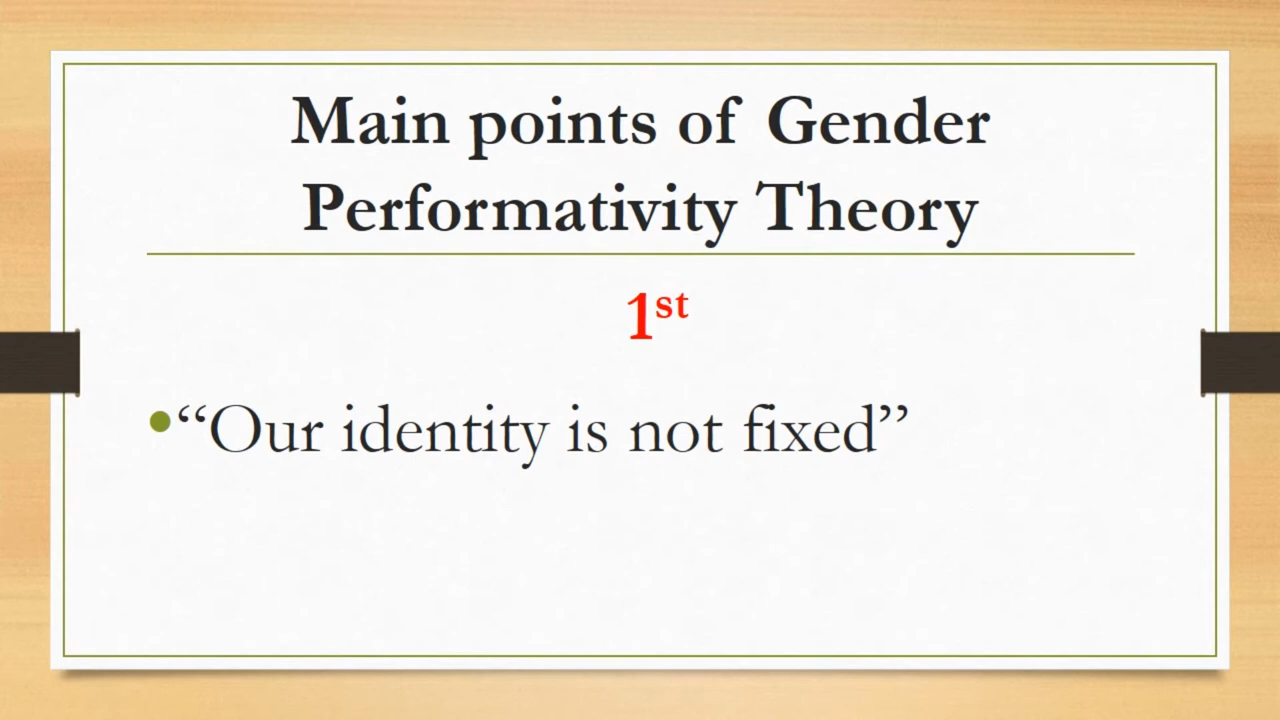 Main points of Gender
Performativity Theory
1st
•“Our identity is not fixed”